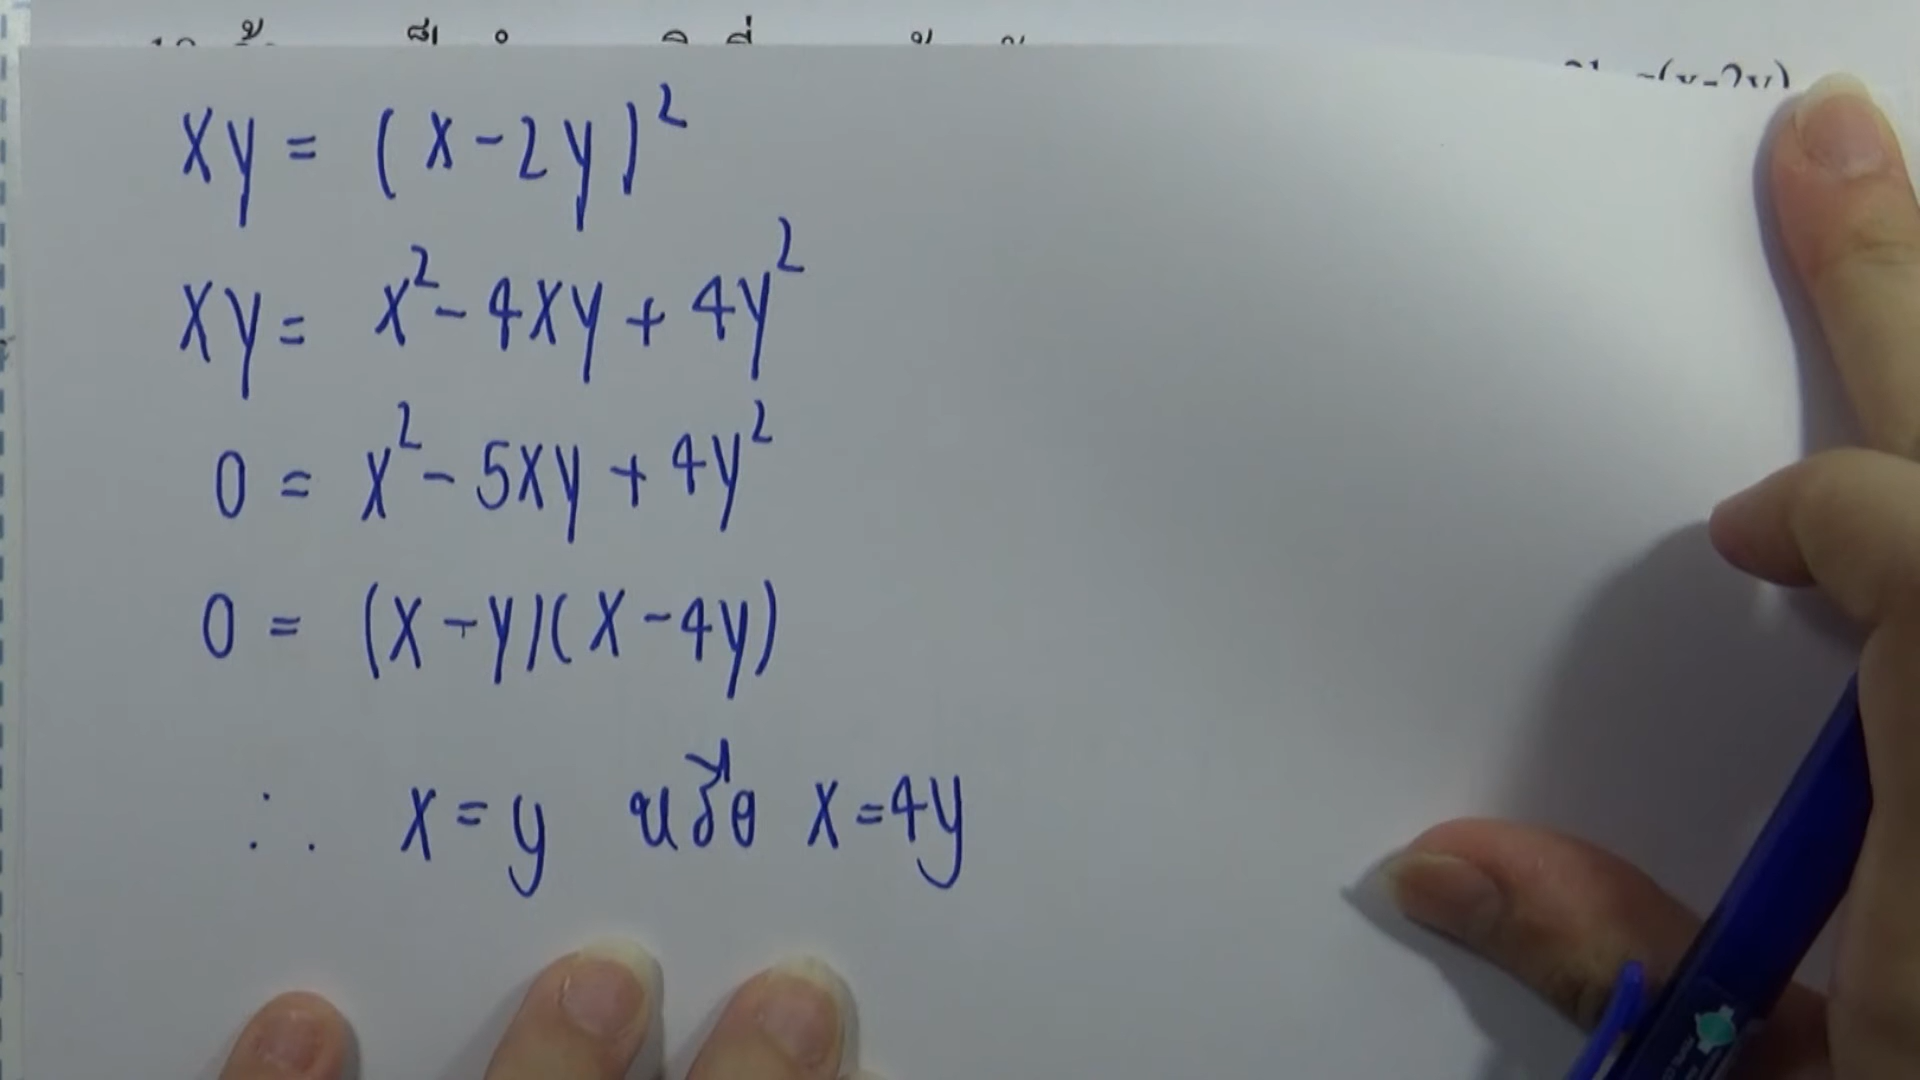 xy = (x-2y)²
xy = x² - 4xy + 4y²
0 = x² - 5xy + 4y²
0 = (x-y)(x-4y)
∴ x = y หรือ x = 4y